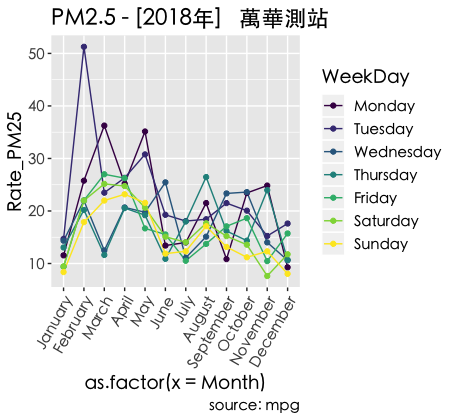 PM2.5 - [2018年] 萬華測站
Rate_PM25
50
40
30
20
10
January
February
March
April
May
June
July
August
September
October
November
December
as.factor(x = Month)
source: mpg
WeekDay
Monday
Tuesday
Wednesday
Thursday
Friday
Saturday
Sunday